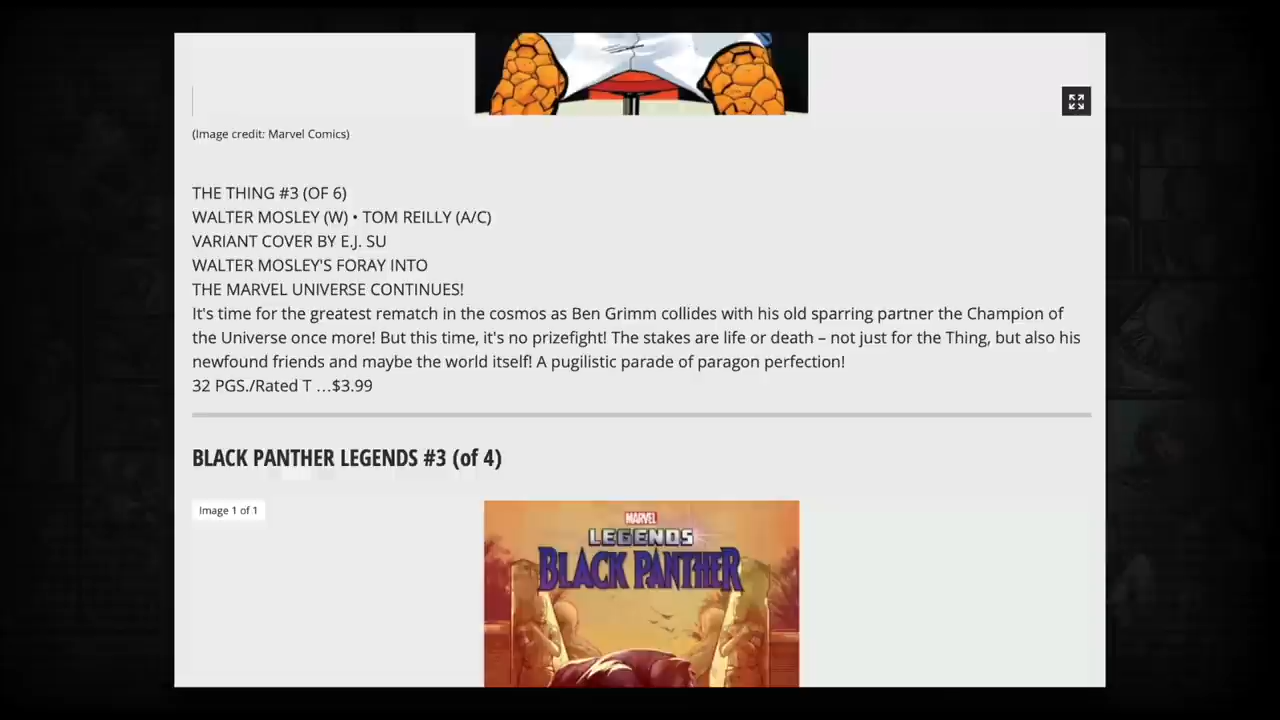 (Image credit: Marvel Comics)
THE THING #3 (OF 6)
WALTER MOSLEY (W) • TOM REILLY (A/C)
VARIANT COVER BY E.J. SU
WALTER MOSLEY'S FORAY INTO
THE MARVEL UNIVERSE CONTINUES!
It's time for the greatest rematch in the cosmos as Ben Grimm collides with his old sparring partner the Champion of
the Universe once more! But this time, it's no prizefight! The stakes are life or death – not just for the Thing, but also his
newfound friends and maybe the world itself! A pugilistic parade of paragon perfection!
32 PGS./Rated T …$3.99
BLACK PANTHER LEGENDS #3 (of 4)
Image 1 of 1
MARVEL
LEGENDS
BLACK PANTHER